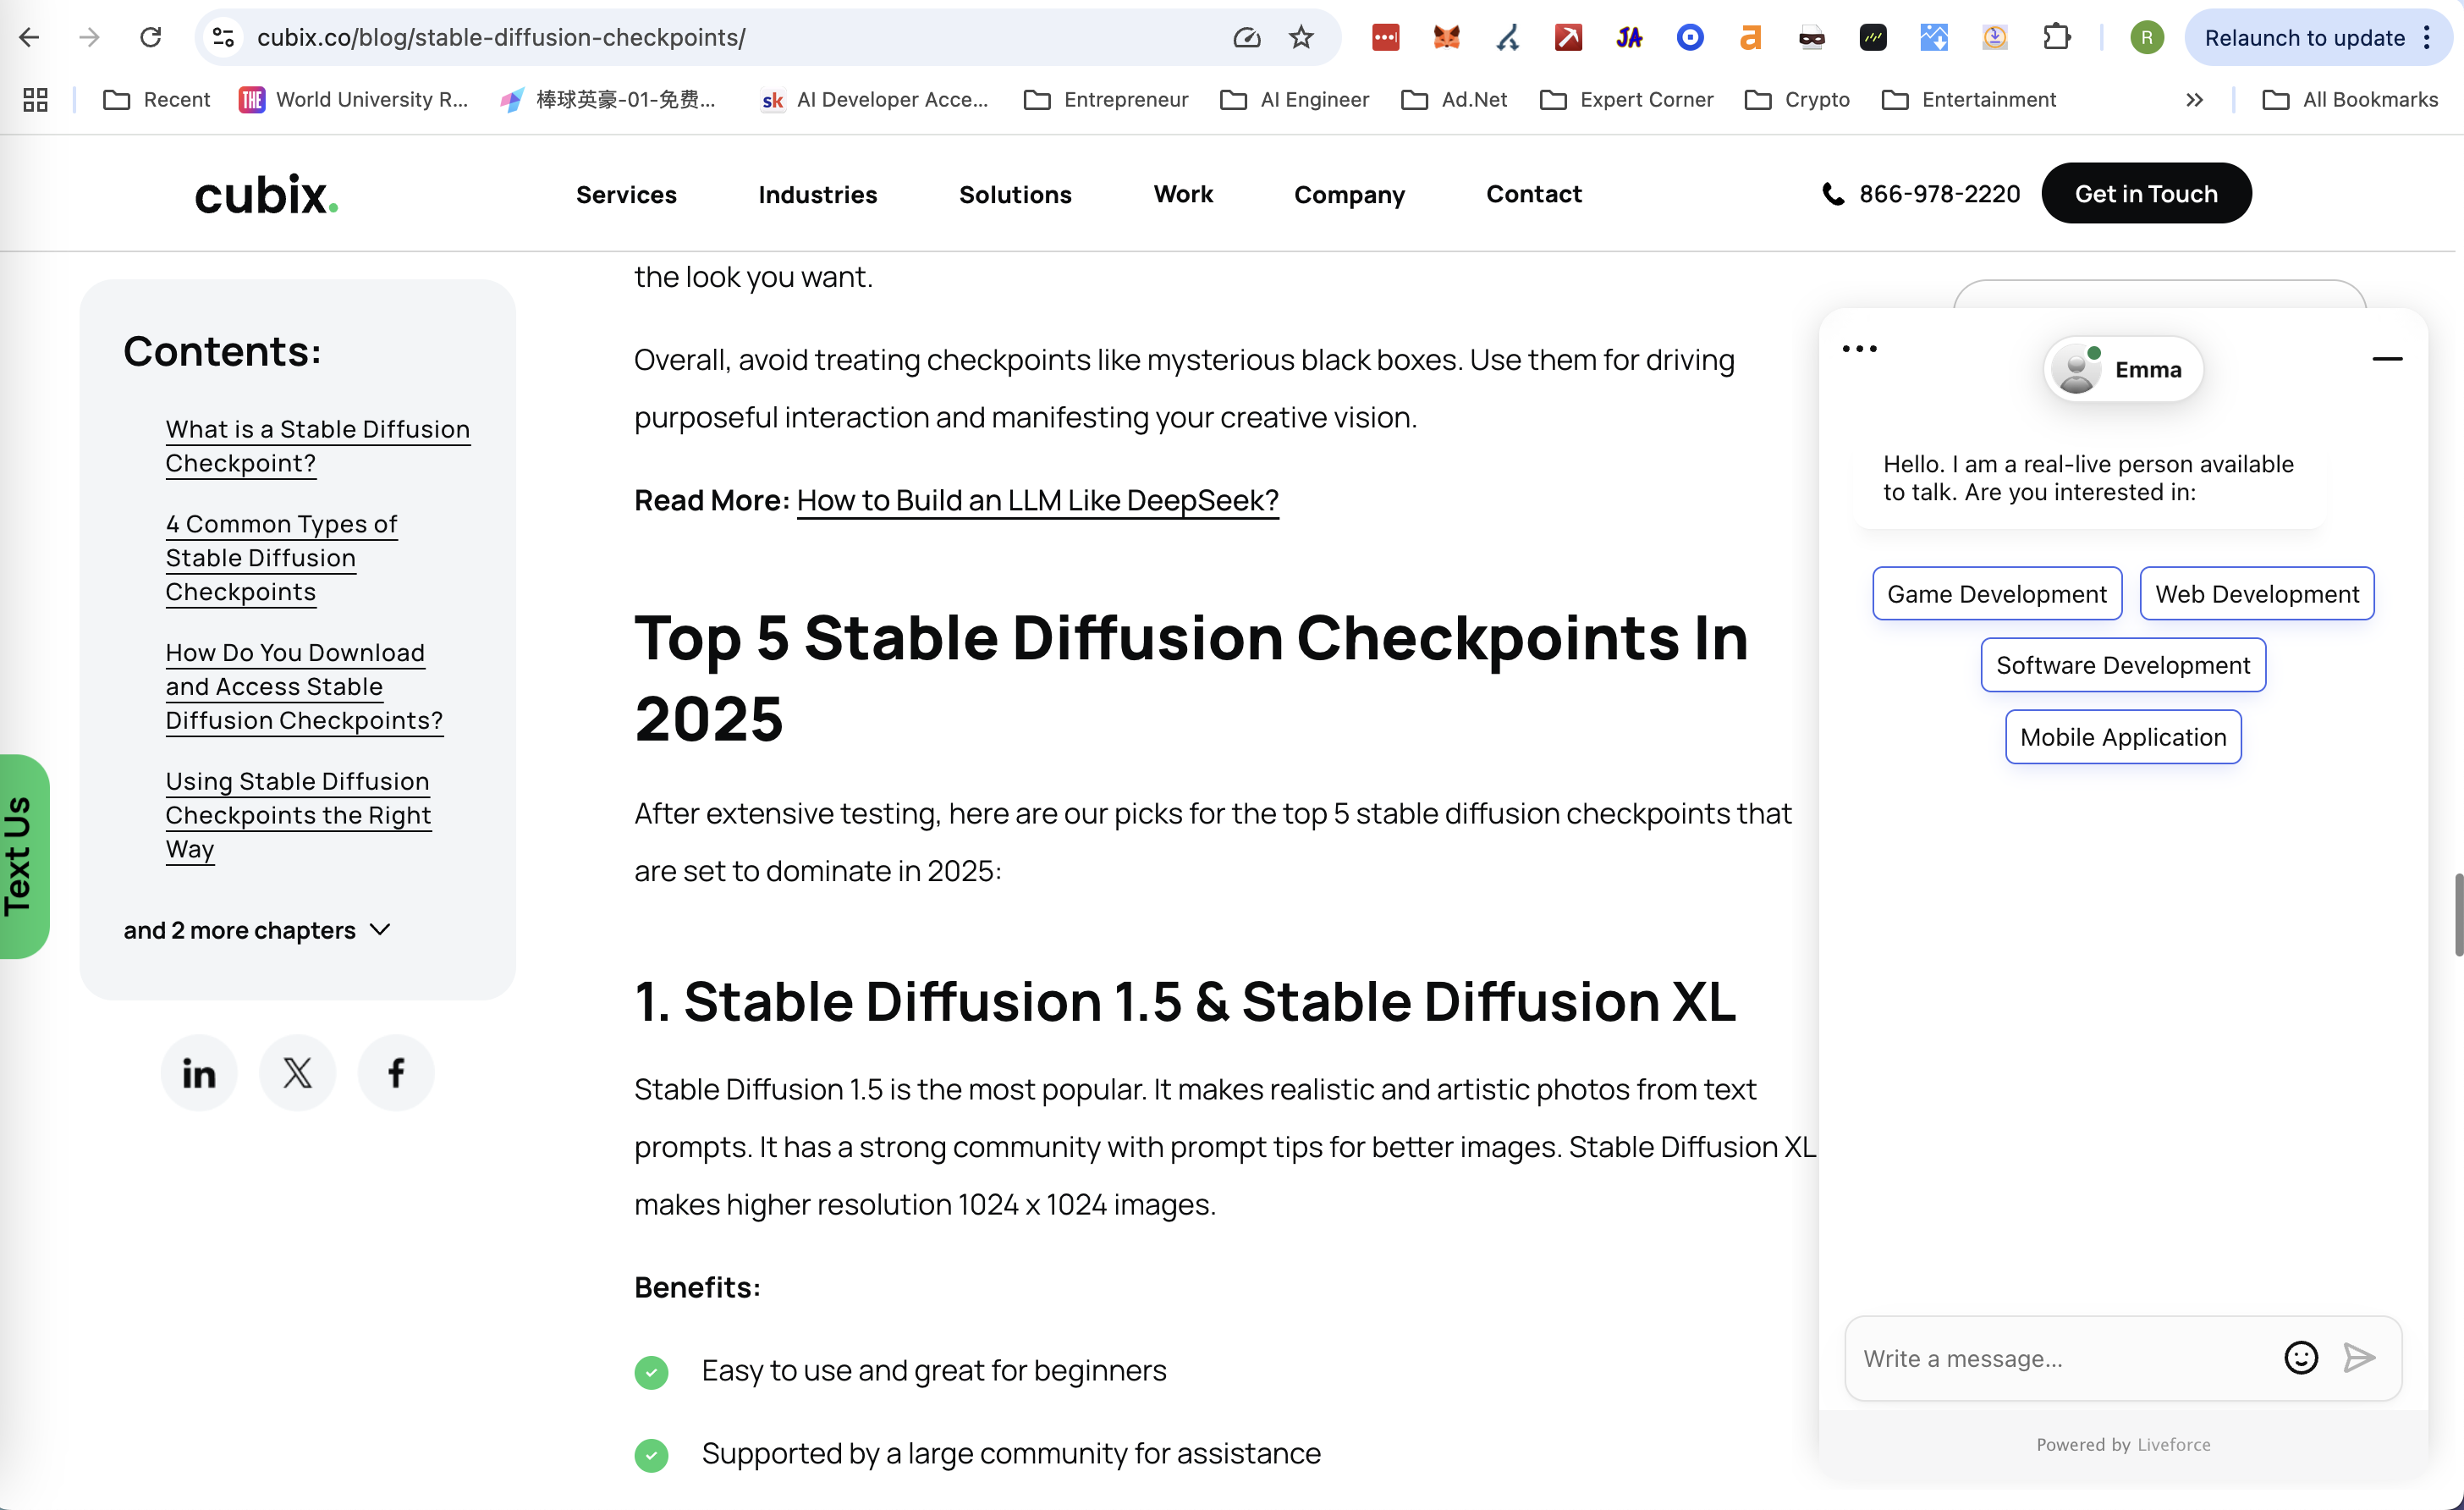 cubix.co/blog/stable-diffusion-checkpoints/
JA
a
R
Relaunch to update
Recent
THE
World University R...
棒球英豪-01-免费...
sk
AI Developer Acce...
Entrepreneur
AI Engineer
Ad.Net
Expert Corner
Crypto
Entertainment
All Bookmarks
cubix.
Services
Industries
Solutions
Work
Company
Contact
866-978-2220
Get in Touch
Text Us
Contents:
What is a Stable Diffusion
Checkpoint?
4 Common Types of
Stable Diffusion
Checkpoints
How Do You Download
and Access Stable
Diffusion Checkpoints?
Using Stable Diffusion
Checkpoints the Right
Way
and 2 more chapters
in
X
f
the look you want.
Overall, avoid treating checkpoints like mysterious black boxes. Use them for driving
purposeful interaction and manifesting your creative vision.
Read More: How to Build an LLM Like DeepSeek?
Top 5 Stable Diffusion Checkpoints In
2025
After extensive testing, here are our picks for the top 5 stable diffusion checkpoints that
are set to dominate in 2025:
1. Stable Diffusion 1.5 & Stable Diffusion XL
Stable Diffusion 1.5 is the most popular. It makes realistic and artistic photos from text
prompts. It has a strong community with prompt tips for better images. Stable Diffusion XL
makes higher resolution 1024 x 1024 images.
Benefits:
Easy to use and great for beginners
Supported by a large community for assistance
Emma
Hello. I am a real-live person available
to talk. Are you interested in:
Game Development
Web Development
Software Development
Mobile Application
Write a message...
Powered by Liveforce